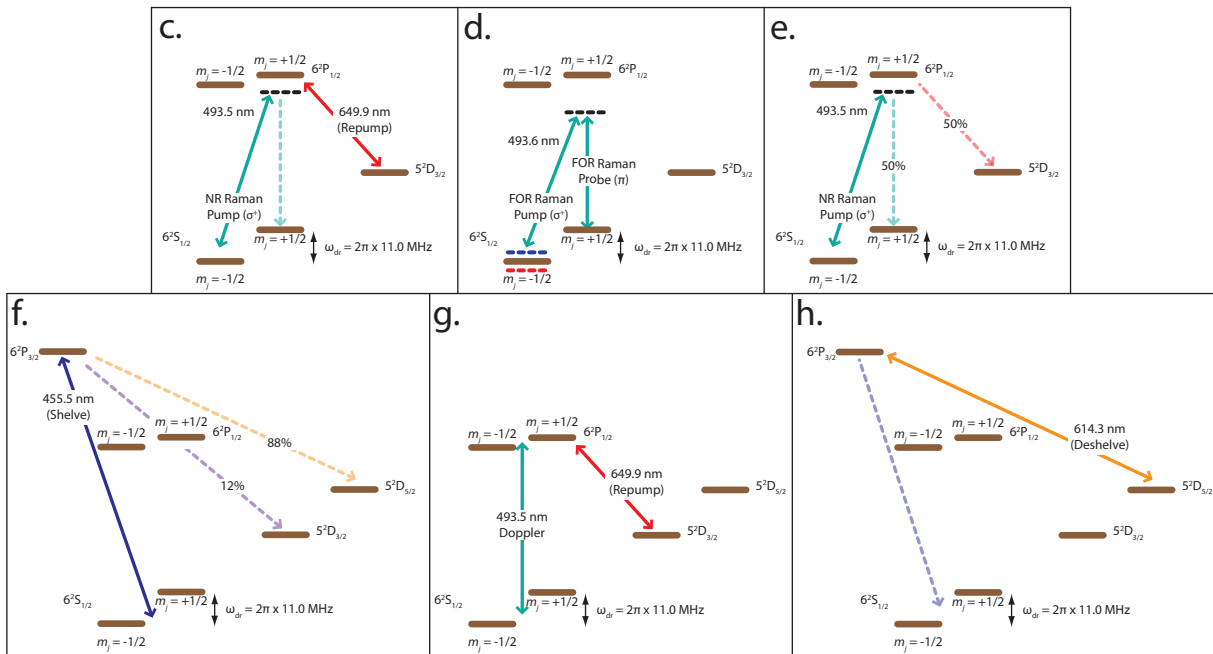 c.
m_j = +1/2
m_j = -1/2
6²P₁/₂
493.5 nm
649.9 nm
(Repump)
5²D₃/₂
NR Raman
Pump (σ⁺)
6²S₁/₂
m_j = +1/2
ω_dr = 2π x 11.0 MHz
m_j = -1/2
d.
m_j = +1/2
m_j = -1/2
6²P₁/₂
493.6 nm
FOR Raman
Probe (π)
5²D₃/₂
FOR Raman
Pump (σ⁺)
6²S₁/₂
m_j = +1/2
ω_dr = 2π x 11.0 MHz
m_j = -1/2
e.
m_j = +1/2
m_j = -1/2
6²P₁/₂
493.5 nm
50%
50%
5²D₃/₂
NR Raman
Pump (σ⁺)
6²S₁/₂
m_j = +1/2
ω_dr = 2π x 11.0 MHz
m_j = -1/2
f.
6²P₃/₂
455.5 nm
(Shelve)
m_j = +1/2
m_j = -1/2
6²P₁/₂
88%
12%
5²D₅/₂
5²D₃/₂
6²S₁/₂
m_j = +1/2
ω_dr = 2π x 11.0 MHz
m_j = -1/2
g.
m_j = +1/2
m_j = -1/2
6²P₁/₂
649.9 nm
(Repump)
5²D₅/₂
493.5 nm
Doppler
5²D₃/₂
6²S₁/₂
m_j = +1/2
ω_dr = 2π x 11.0 MHz
m_j = -1/2
h.
6²P₃/₂
614.3 nm
(Deshelve)
m_j = +1/2
m_j = -1/2
6²P₁/₂
5²D₅/₂
5²D₃/₂
6²S₁/₂
m_j = +1/2
ω_dr = 2π x 11.0 MHz
m_j = -1/2